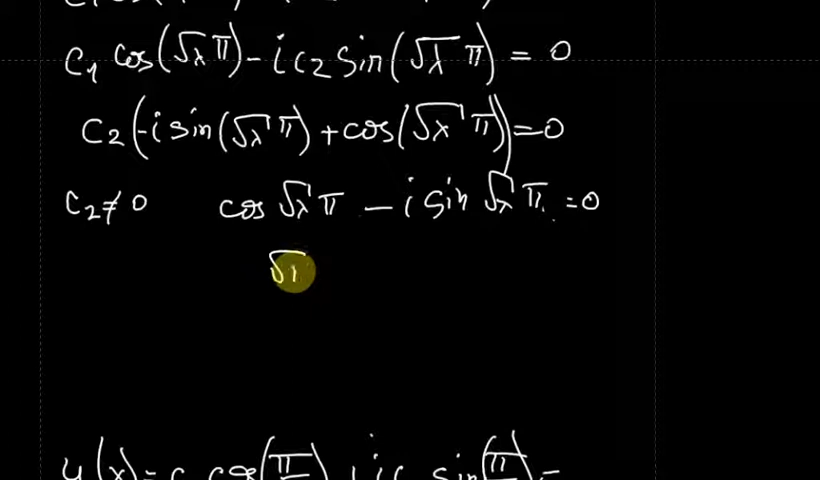 C₁ cos(√λ π) - i c₂ sin(√λ π) = 0
C₂(-i sin(√λ π) + cos(√λ π)) = 0
C₂ ≠ 0 cos √λ π - i sin √λ π = 0